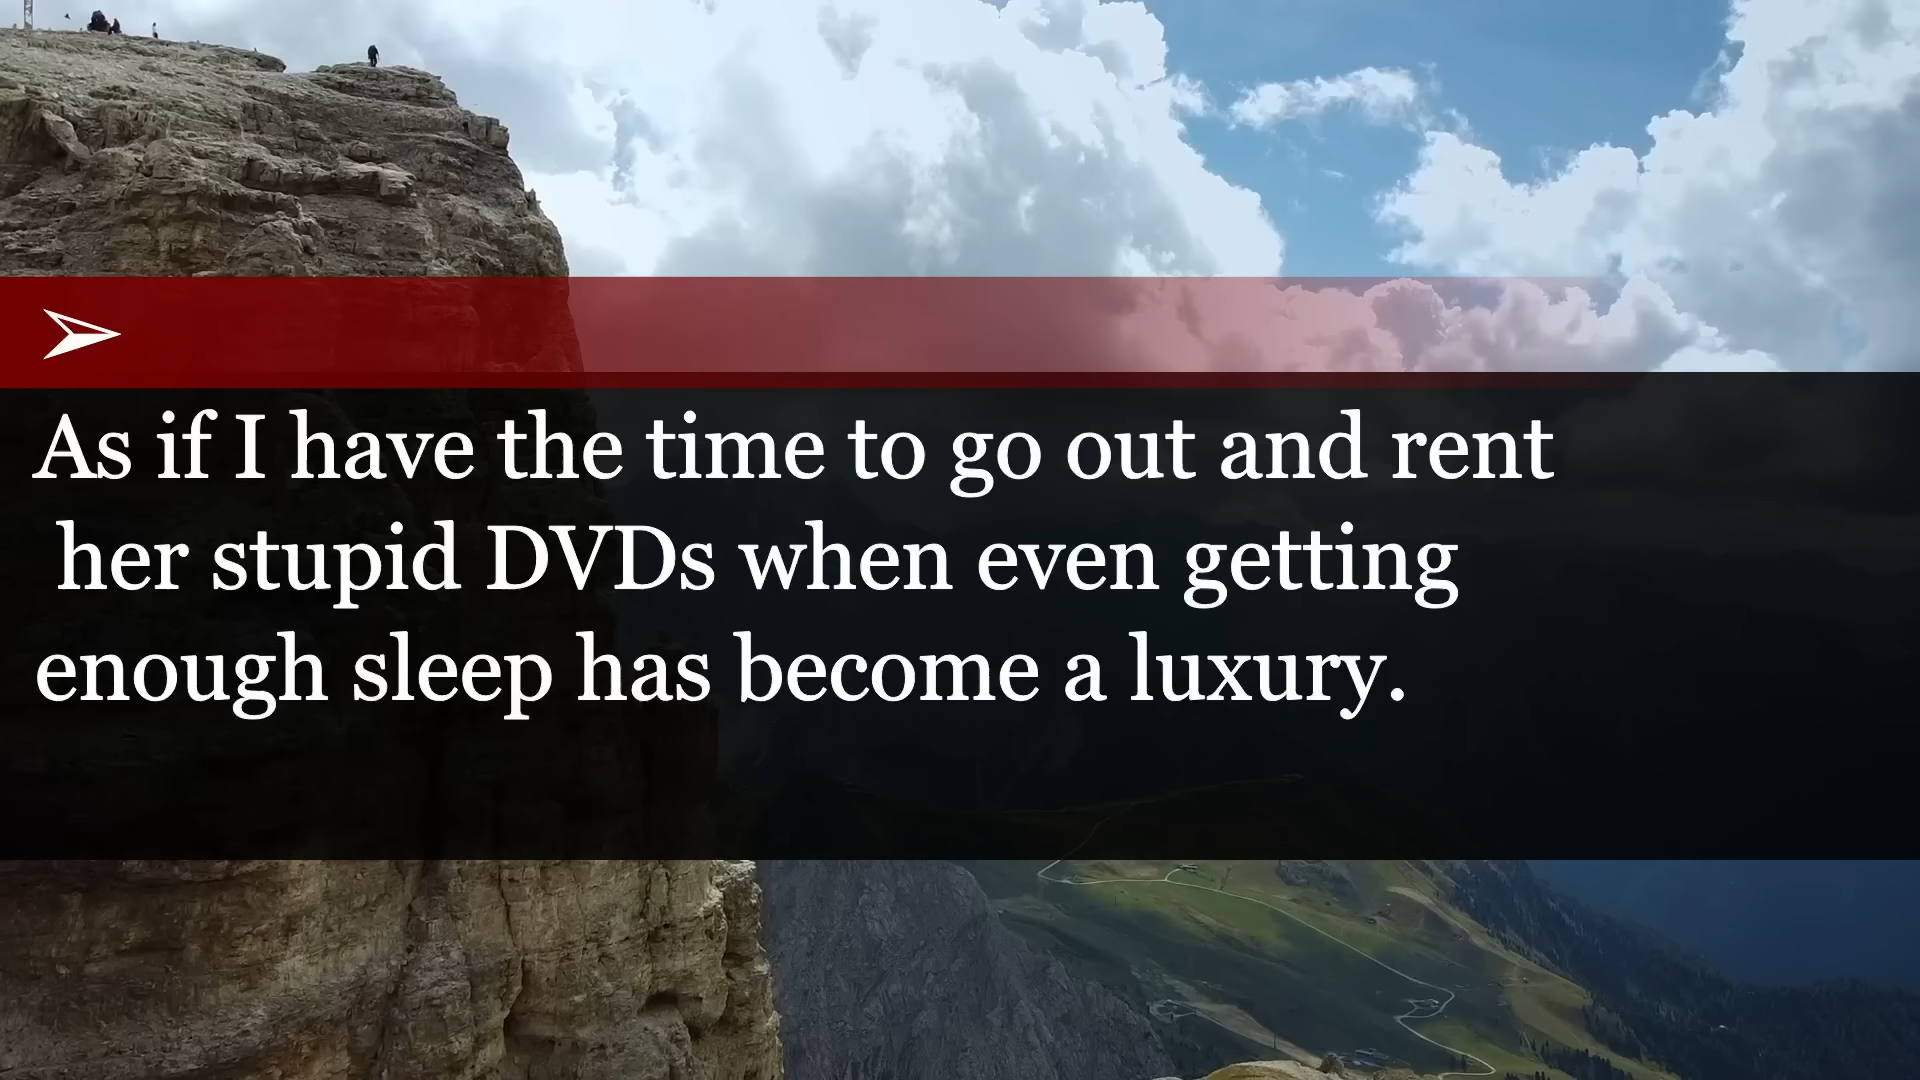 As if I have the time to go out and rent
her stupid DVDs when even getting
enough sleep has become a luxury.